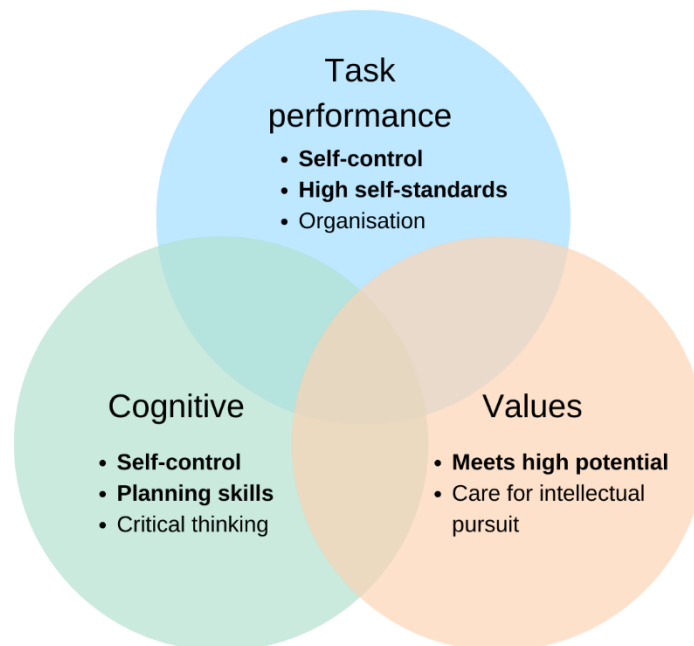 Task
performance
• Self-control
• High self-standards
• Organisation
Cognitive
• Self-control
• Planning skills
• Critical thinking
Values
• Meets high potential
• Care for intellectual
pursuit